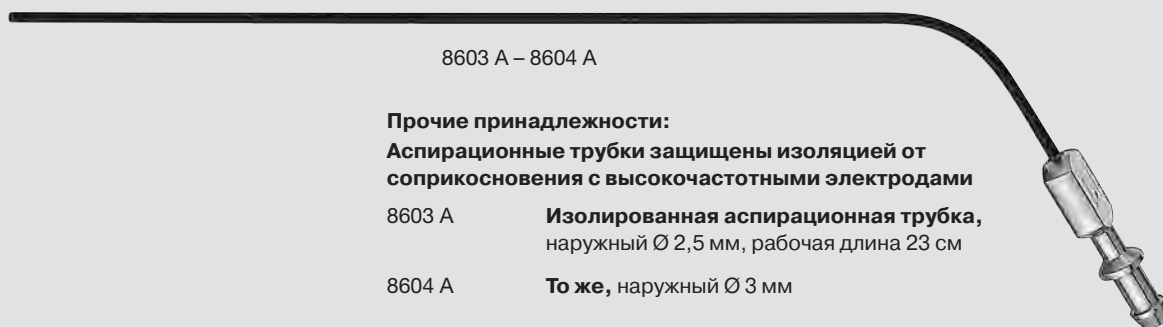 8603 A – 8604 A
Прочие принадлежности:
Аспирационные трубки защищены изоляцией от
соприкосновения с высокочастотными электродами
8603 A Изолированная аспирационная трубка,
наружный Ø 2,5 мм, рабочая длина 23 см
8604 A То же, наружный Ø 3 мм